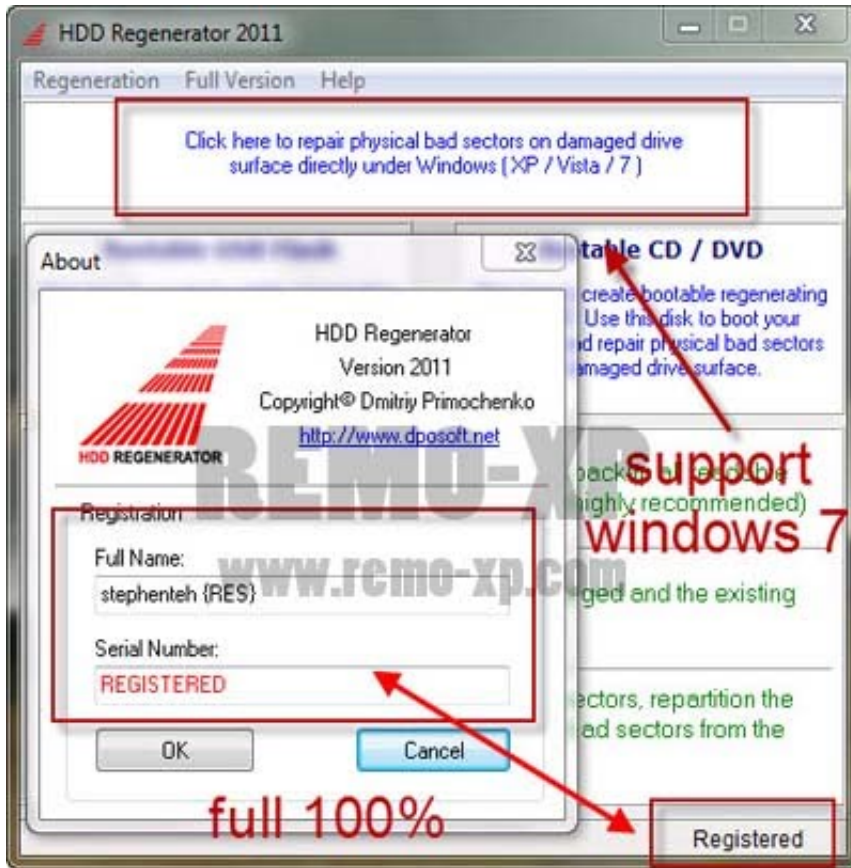 HDD Regenerator 2011
Regeneration Full Version Help
Click here to repair physical bad sectors on damaged drive
surface directly under Windows ( XP / Vista / 7 )
About
HDD Regenerator
Version 2011
Copyright© Dmitriy Primochenko
http://www.dposoft.net
HDD REGENERATOR
Registration
Full Name:
stephenteh {RES}
Serial Number:
REGISTERED
OK Cancel
table CD / DVD
create bootable regenerating
Use this disk to boot your
nd repair physical bad sectors
amaged drive surface.
support
windows 7
highly recommended)
ged and the existing
ectors, repartition the
ad sectors from the
REMO-XP
www.remo-xp.com
full 100%
Registered